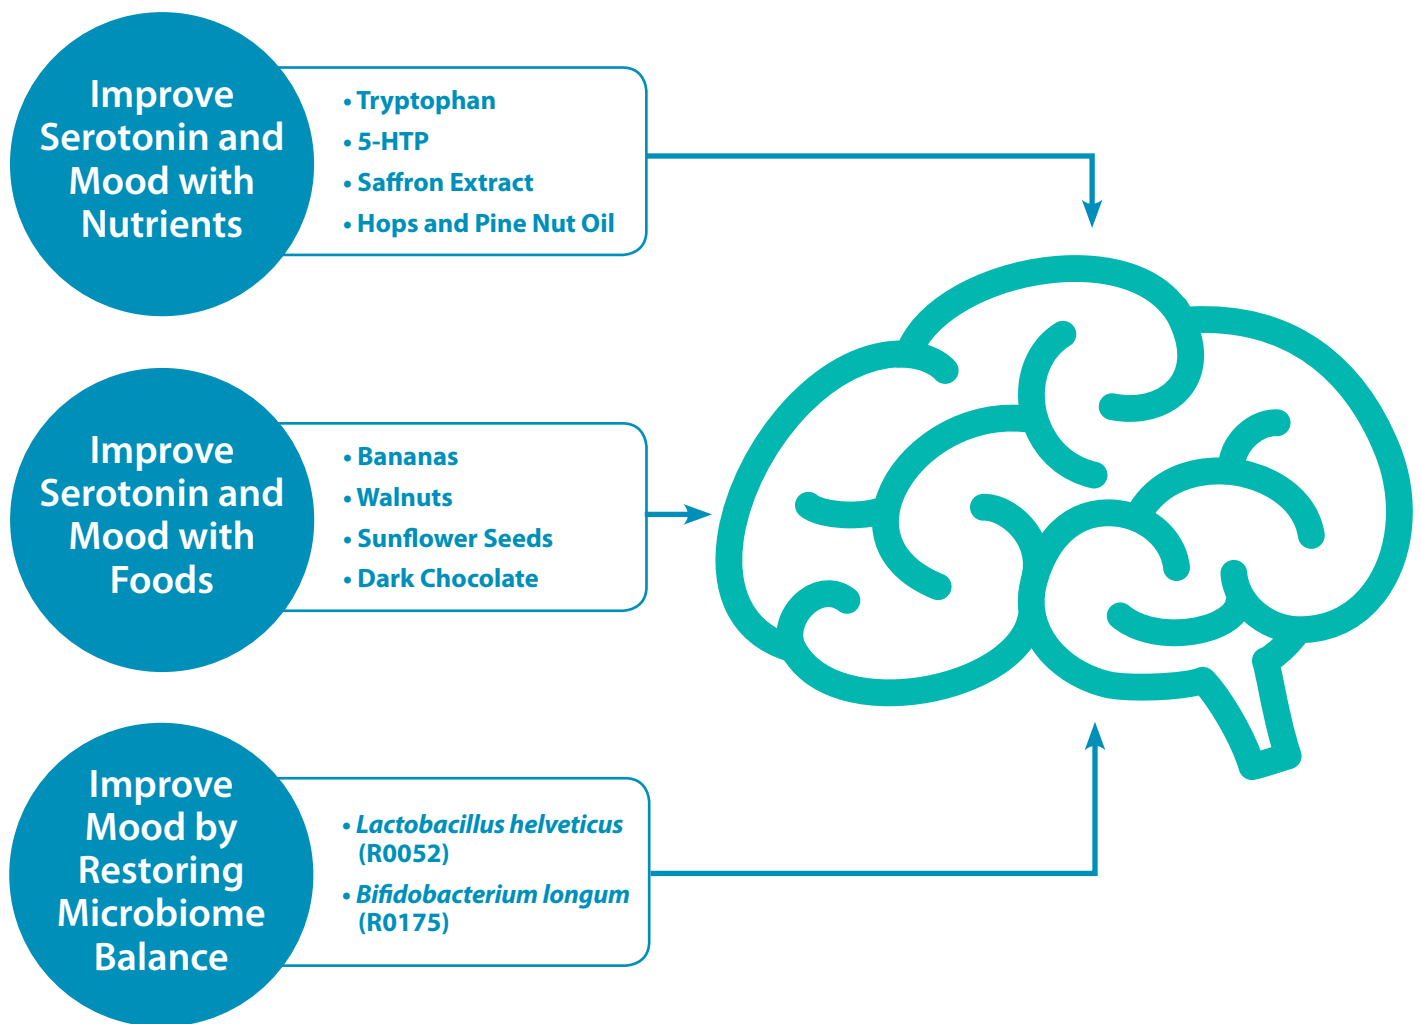 Improve
Serotonin and
Mood with
Nutrients
• Tryptophan
• 5-HTP
• Saffron Extract
• Hops and Pine Nut Oil
Improve
Serotonin and
Mood with
Foods
• Bananas
• Walnuts
• Sunflower Seeds
• Dark Chocolate
Improve
Mood by
Restoring
Microbiome
Balance
• Lactobacillus helveticus
(R0052)
• Bifidobacterium longum
(R0175)